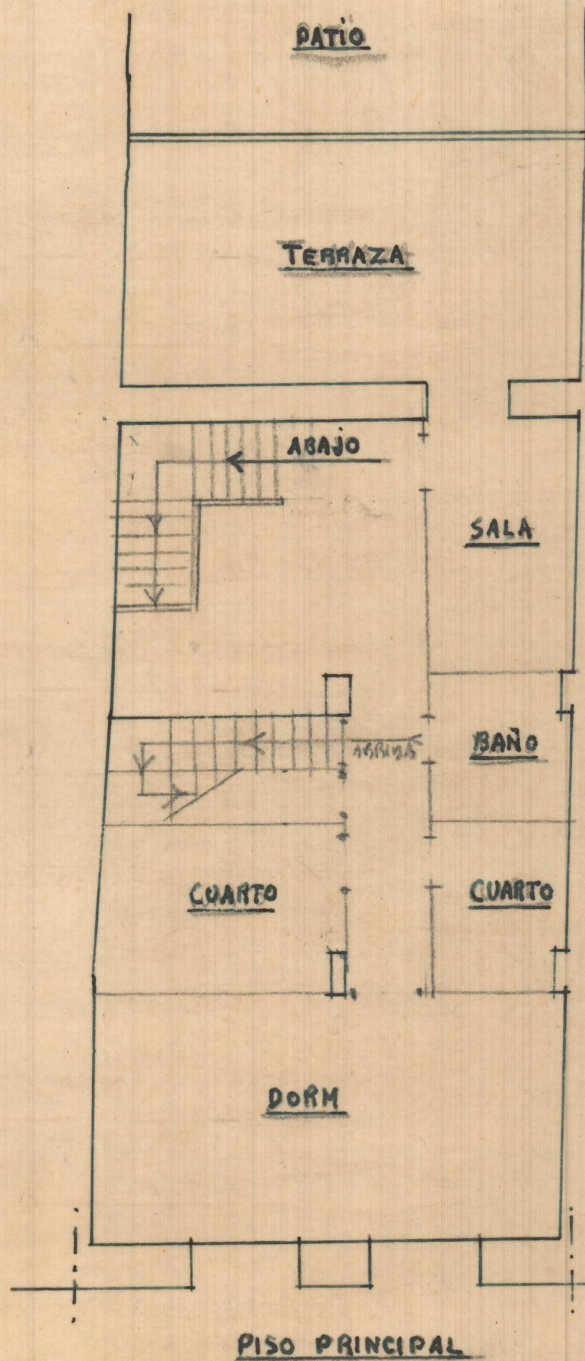 PATIO
TERRAZA
ABAJO
SALA
ARRIBA
BAÑO
CUARTO
CUARTO
DORM
PISO PRINCIPAL